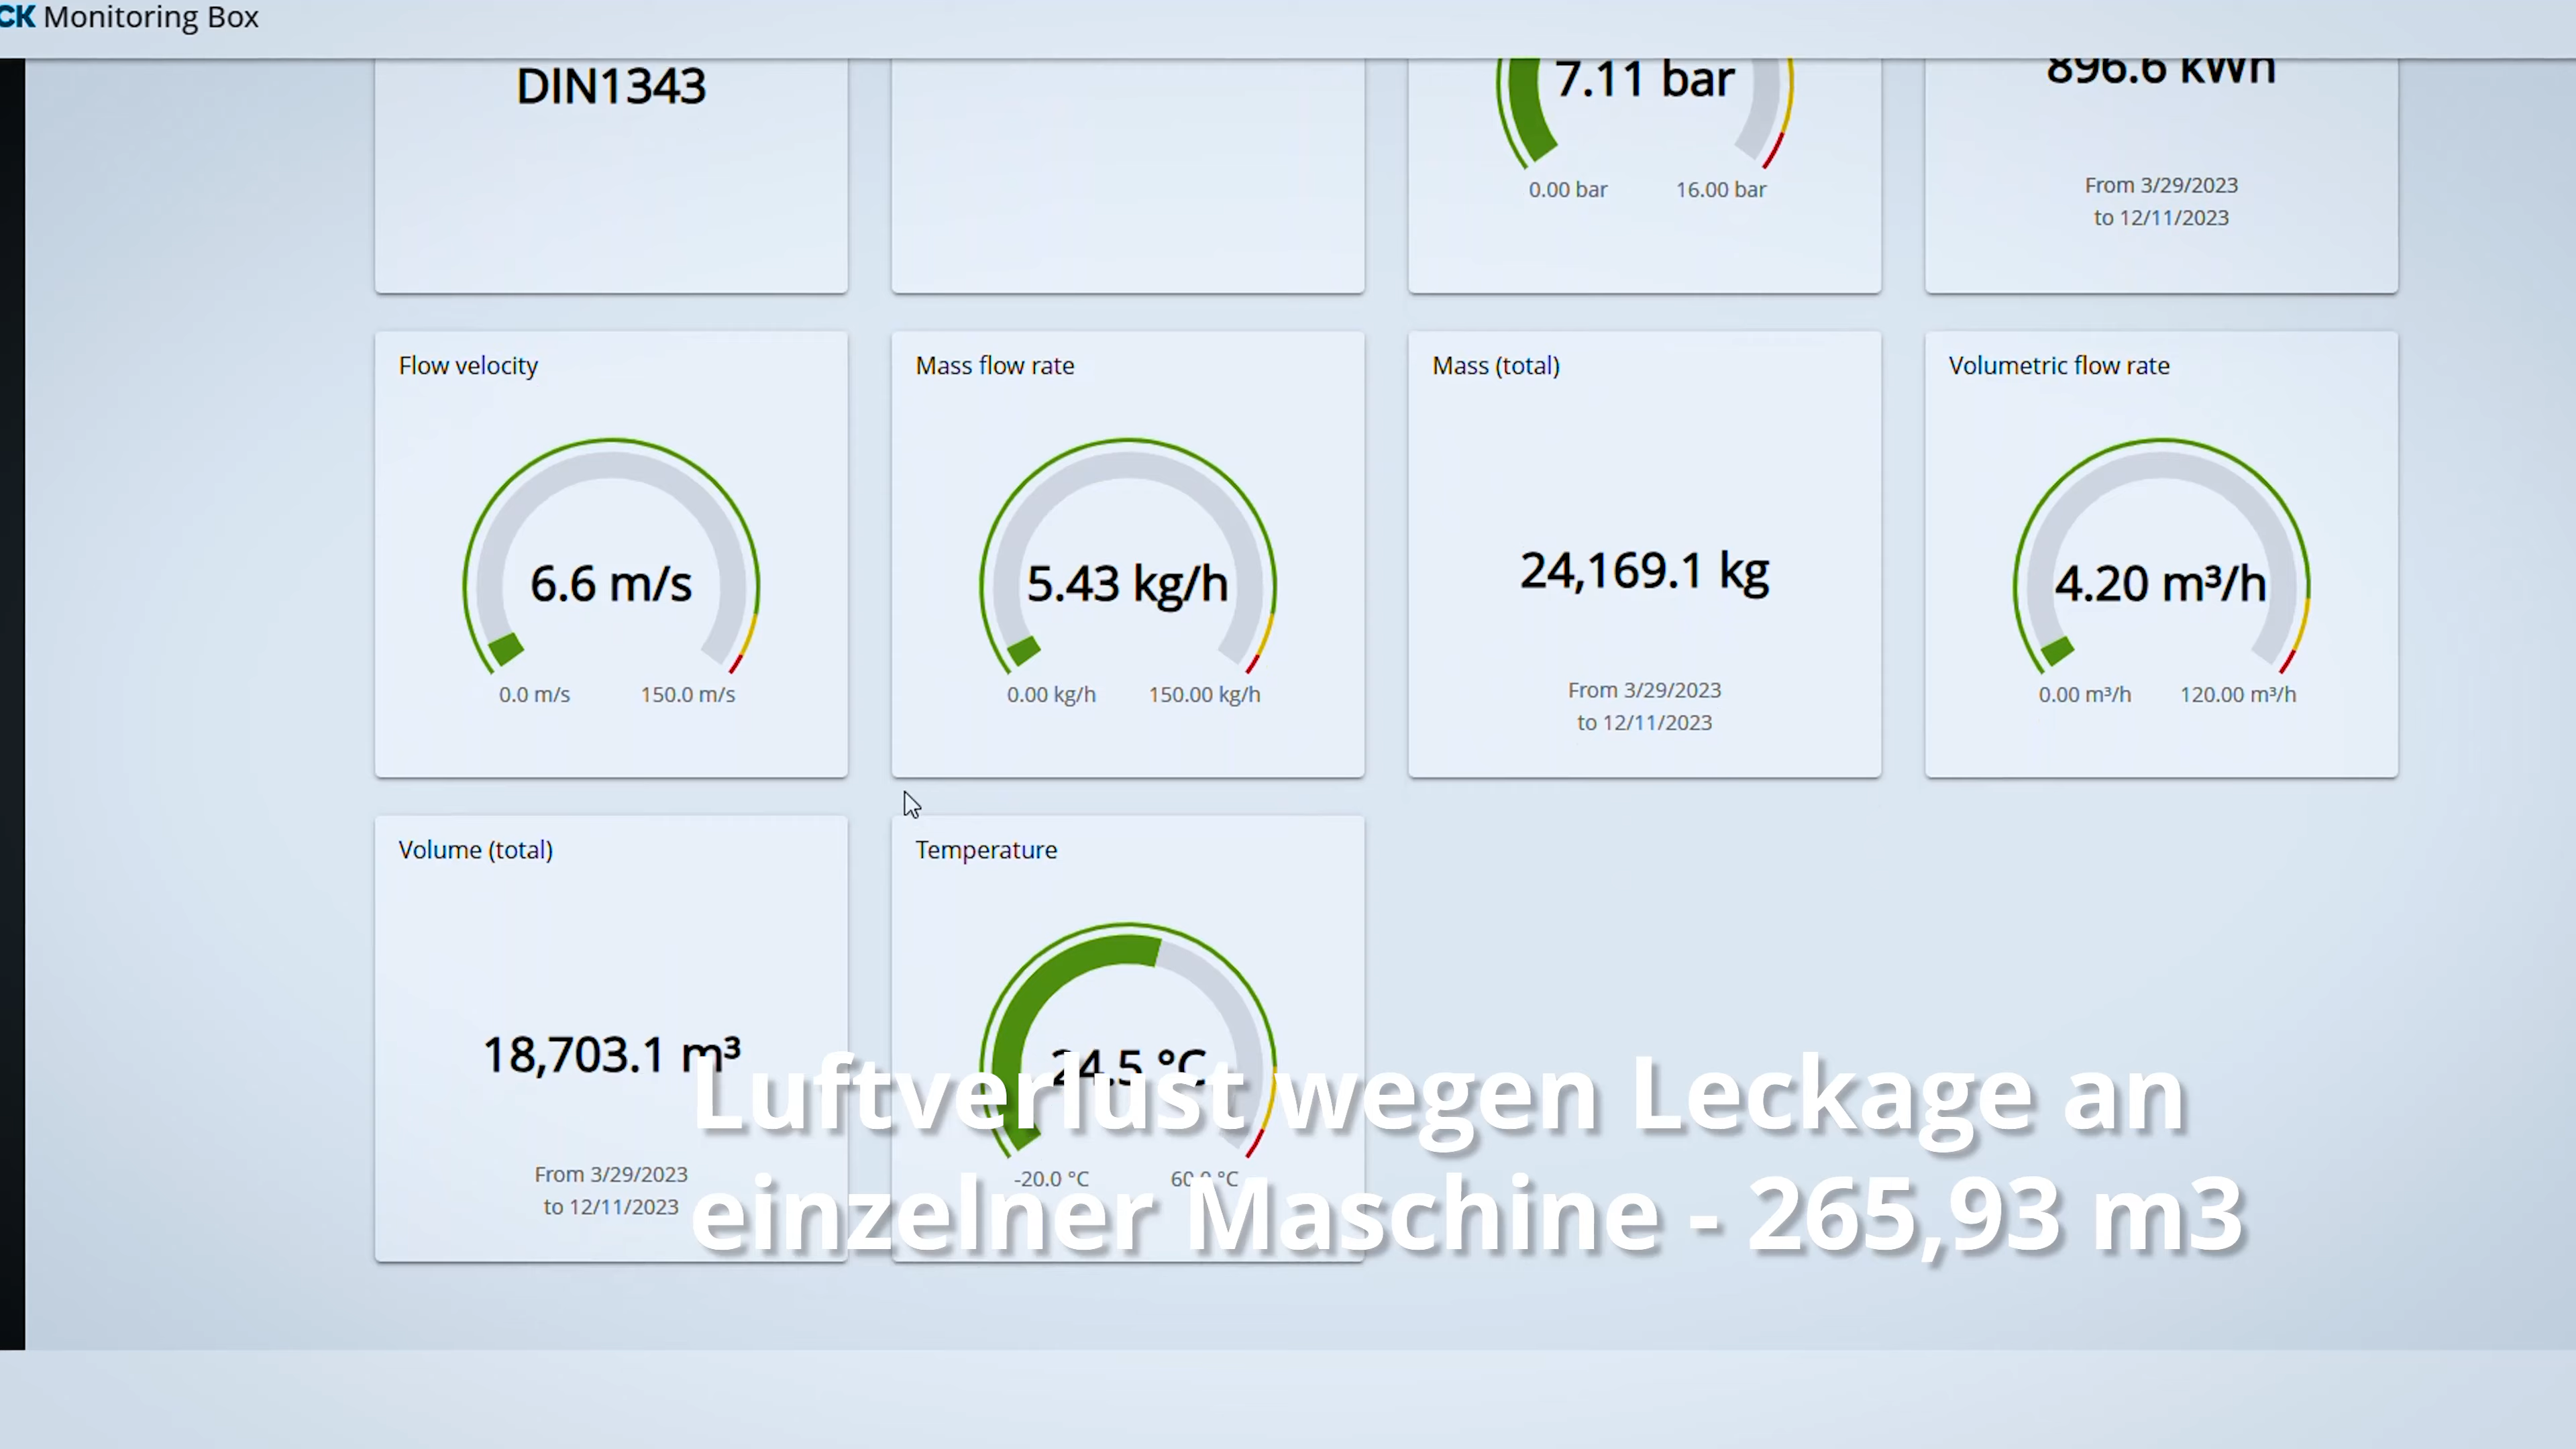 CK Monitoring Box
DIN1343
7.11 bar
0.00 bar 16.00 bar
896.6 kWh
From 3/29/2023
to 12/11/2023
Flow velocity
6.6 m/s
0.0 m/s 150.0 m/s
Mass flow rate
5.43 kg/h
0.00 kg/h 150.00 kg/h
Mass (total)
24,169.1 kg
From 3/29/2023
to 12/11/2023
Volumetric flow rate
4.20 m³/h
0.00 m³/h 120.00 m³/h
Volume (total)
18,703.1 m³
From 3/29/2023
to 12/11/2023
Temperature
24.5 °C
-20.0 °C 60.0 °C
Luftverlust wegen Leckage an
einzelner Maschine - 265,93 m3